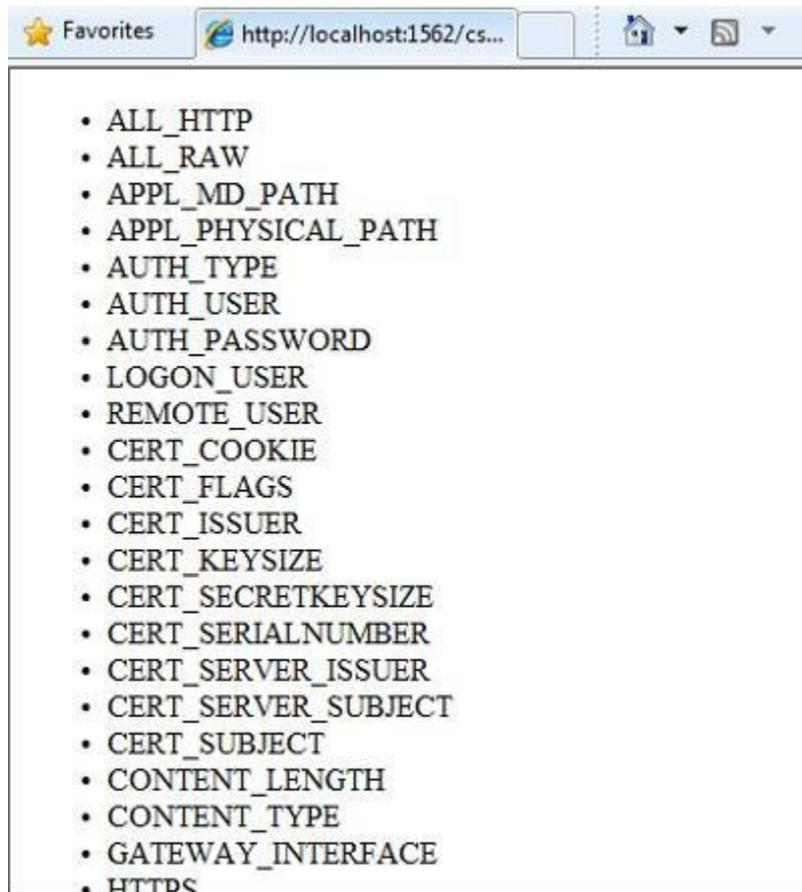 Favorites http://localhost:1562/cs...
• ALL_HTTP
• ALL_RAW
• APPL_MD_PATH
• APPL_PHYSICAL_PATH
• AUTH_TYPE
• AUTH_USER
• AUTH_PASSWORD
• LOGON_USER
• REMOTE_USER
• CERT_COOKIE
• CERT_FLAGS
• CERT_ISSUER
• CERT_KEYSIZE
• CERT_SECRETKEYSIZE
• CERT_SERIALNUMBER
• CERT_SERVER_ISSUER
• CERT_SERVER_SUBJECT
• CERT_SUBJECT
• CONTENT_LENGTH
• CONTENT_TYPE
• GATEWAY_INTERFACE
• HTTPS